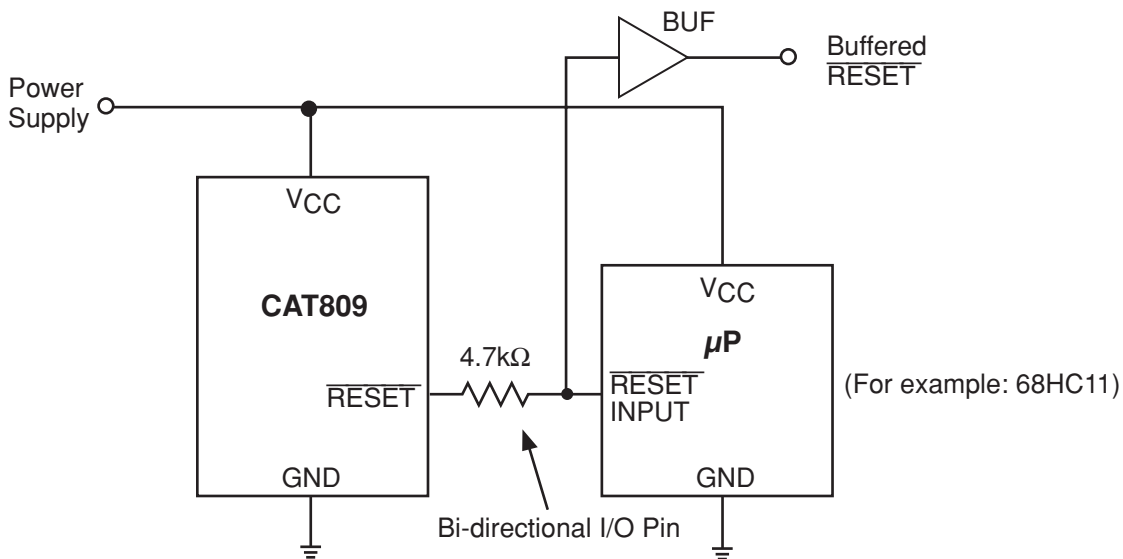 BUF
Buffered
RESET
Power
Supply
VCC
CAT809
RESET
GND
4.7kΩ
Bi-directional I/O Pin
VCC
µP
RESET
INPUT
GND
(For example: 68HC11)